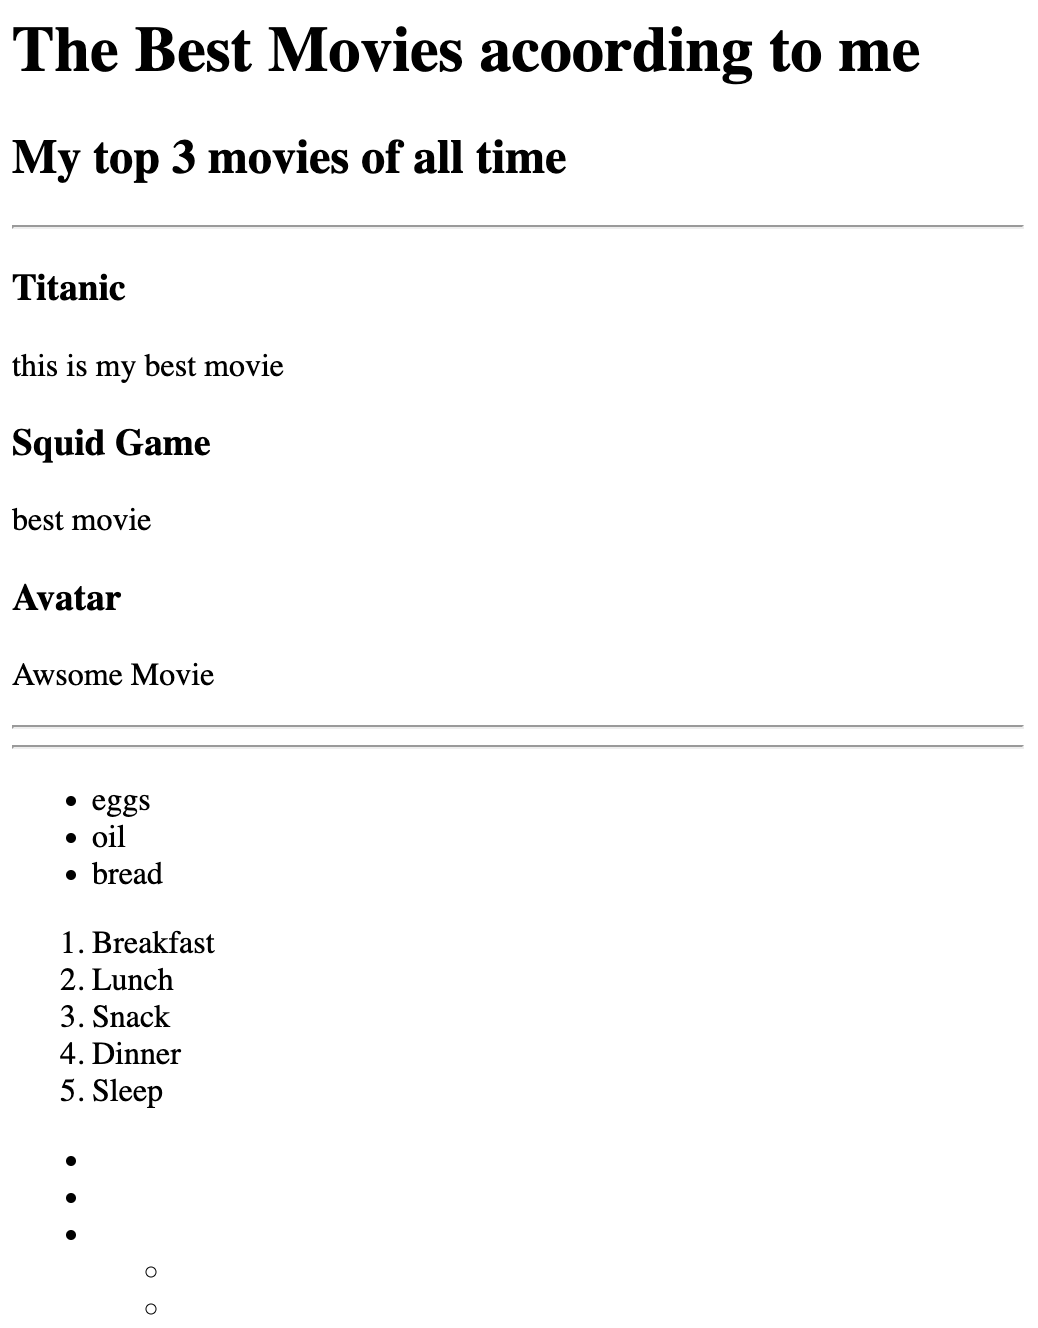 The Best Movies acoording to me
My top 3 movies of all time
Titanic
this is my best movie
Squid Game
best movie
Avatar
Awsome Movie
• eggs
• oil
• bread
1. Breakfast
2. Lunch
3. Snack
4. Dinner
5. Sleep